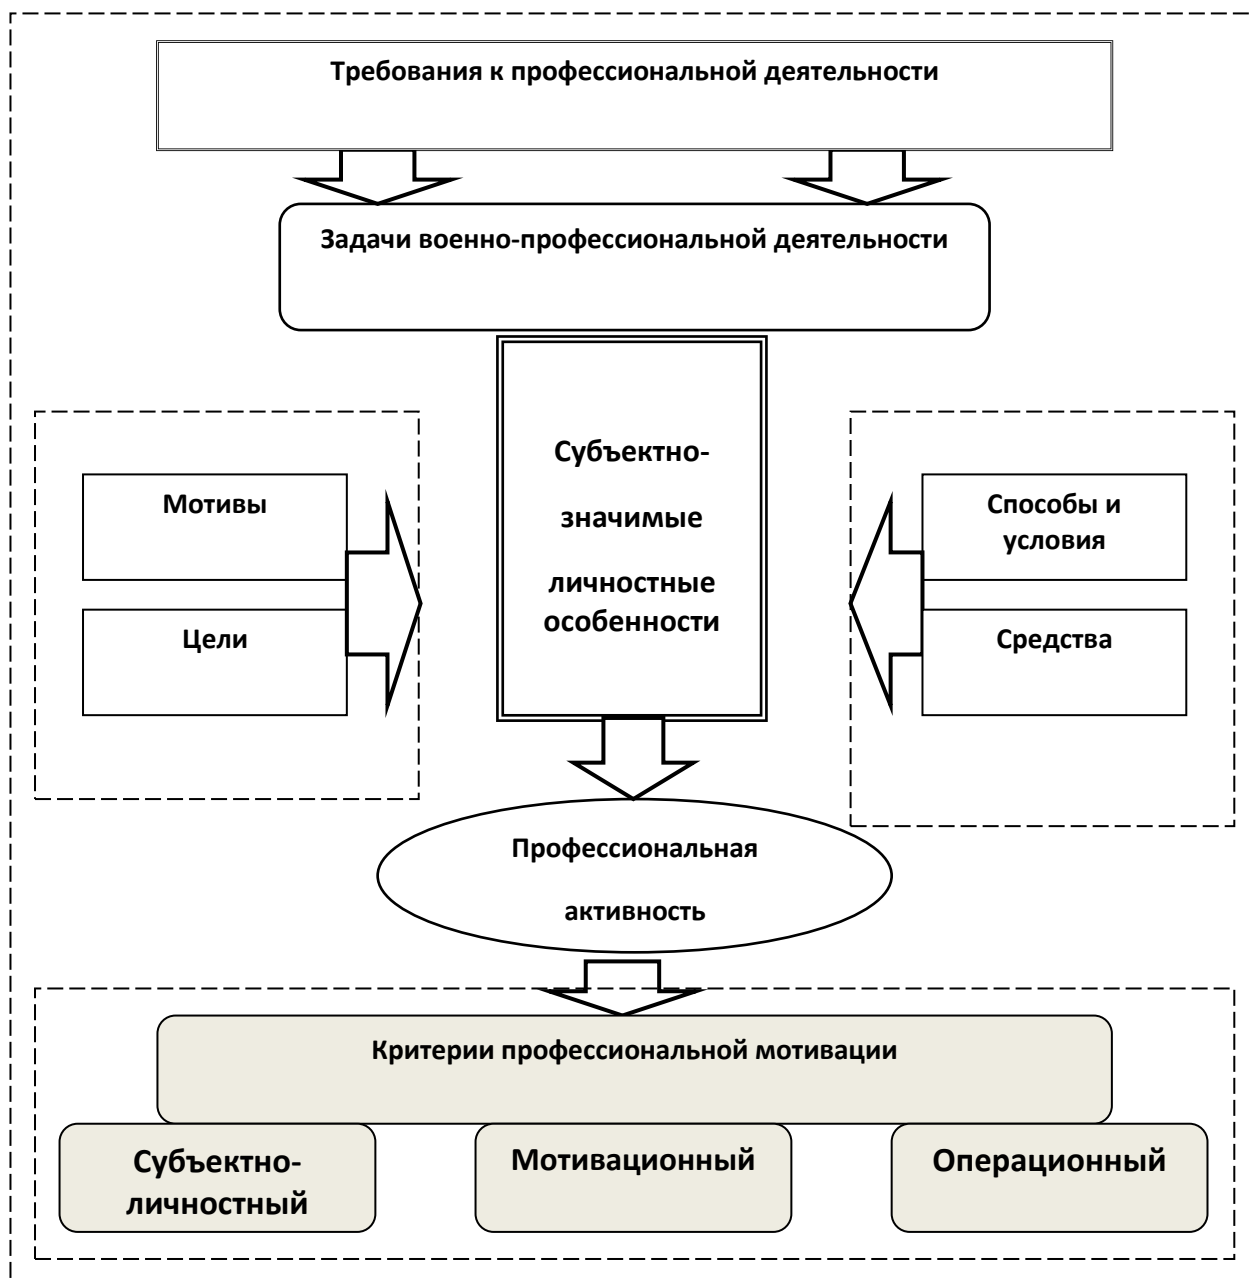 Требования к профессиональной деятельности
Задачи военно-профессиональной деятельности
Мотивы
Цели
Субъектно-
значимые
личностные
особенности
Способы и
условия
Средства
Профессиональная
активность
Критерии профессиональной мотивации
Субъектно-
личностный
Мотивационный
Операционный